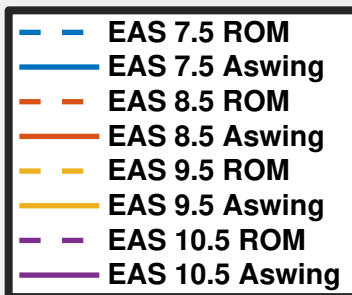 EAS 7.5 ROM
EAS 7.5 Aswing
EAS 8.5 ROM
EAS 8.5 Aswing
EAS 9.5 ROM
EAS 9.5 Aswing
EAS 10.5 ROM
EAS 10.5 Aswing